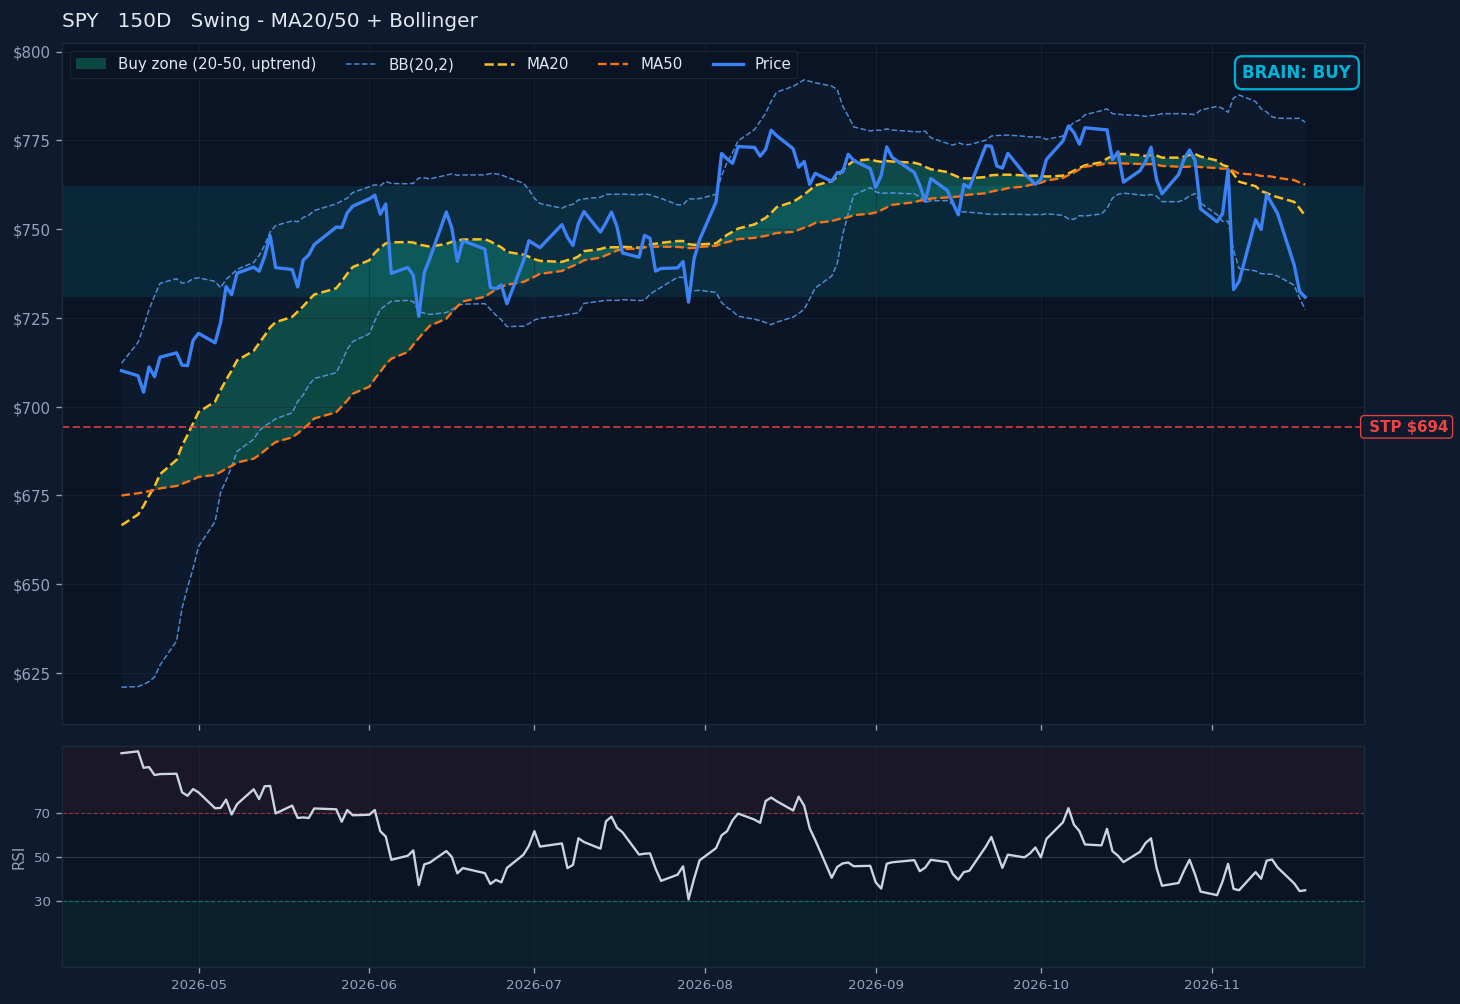 SPY 150D Swing - MA20/50 + Bollinger
Buy zone (20-50, uptrend) BB(20,2) MA20 MA50 Price
BRAIN: BUY
$800
$775
$750
$725
$700
STP $694
$675
$650
$625
RSI
70
50
30
2026-05 2026-06 2026-07 2026-08 2026-09 2026-10 2026-11